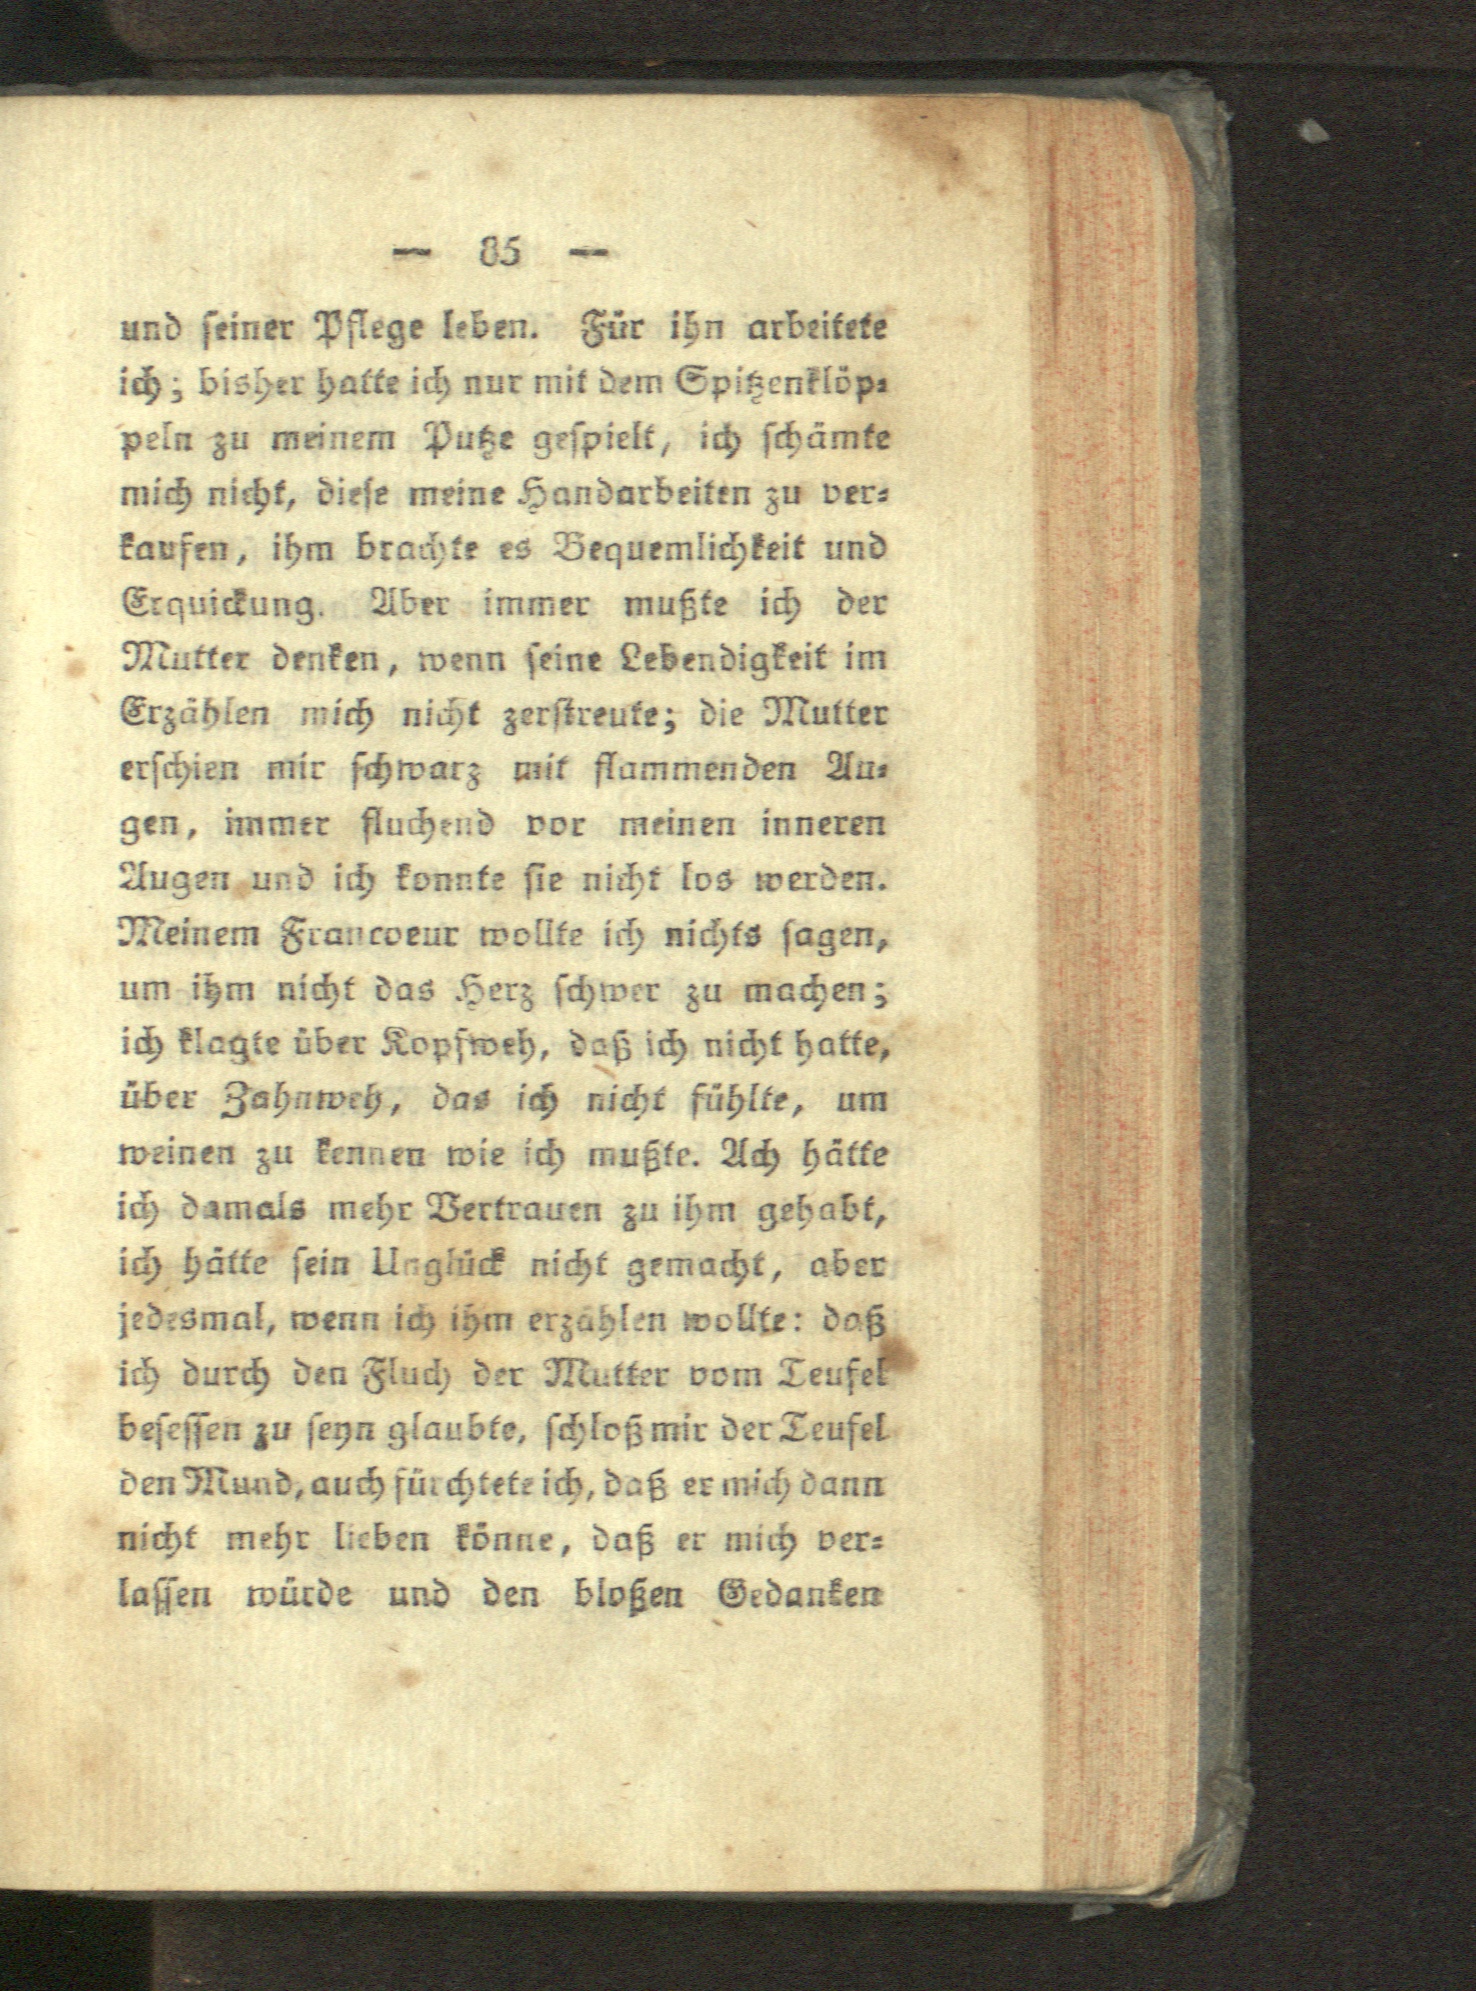 — 85 —
und seiner Pflege leben. Für ihn arbeitete
ich; bisher hatte ich nur mit dem Spitzenklöp-
peln zu meinem Putze gespielt, ich schämte
mich nicht, diese meine Handarbeiten zu ver-
kaufen, ihm brachte es Bequemlichkeit und
Erquickung. Aber immer mußte ich der
Mutter denken, wenn seine Lebendigkeit im
Erzählen mich nicht zerstreute; die Mutter
erschien mir schwarz mit flammenden Au-
gen, immer fluchend vor meinen inneren
Augen und ich konnte sie nicht los werden.
Meinem Francoeur wollte ich nichts sagen,
um ihm nicht das Herz schwer zu machen;
ich klagte über Kopfweh, daß ich nicht hatte,
über Zahnweh, das ich nicht fühlte, um
weinen zu kennen wie ich mußte. Ach hätte
ich damals mehr Vertrauen zu ihm gehabt,
ich hätte sein Unglück nicht gemacht, aber
jedesmal, wenn ich ihm erzählen wollte: daß
ich durch den Fluch der Mutter vom Teufel
besessen zu seyn glaubte, schloß mir der Teufel
den Mund, auch fürchtete ich, daß er mich dann
nicht mehr lieben könne, daß er mich ver-
lassen würde und den bloßen Gedanken